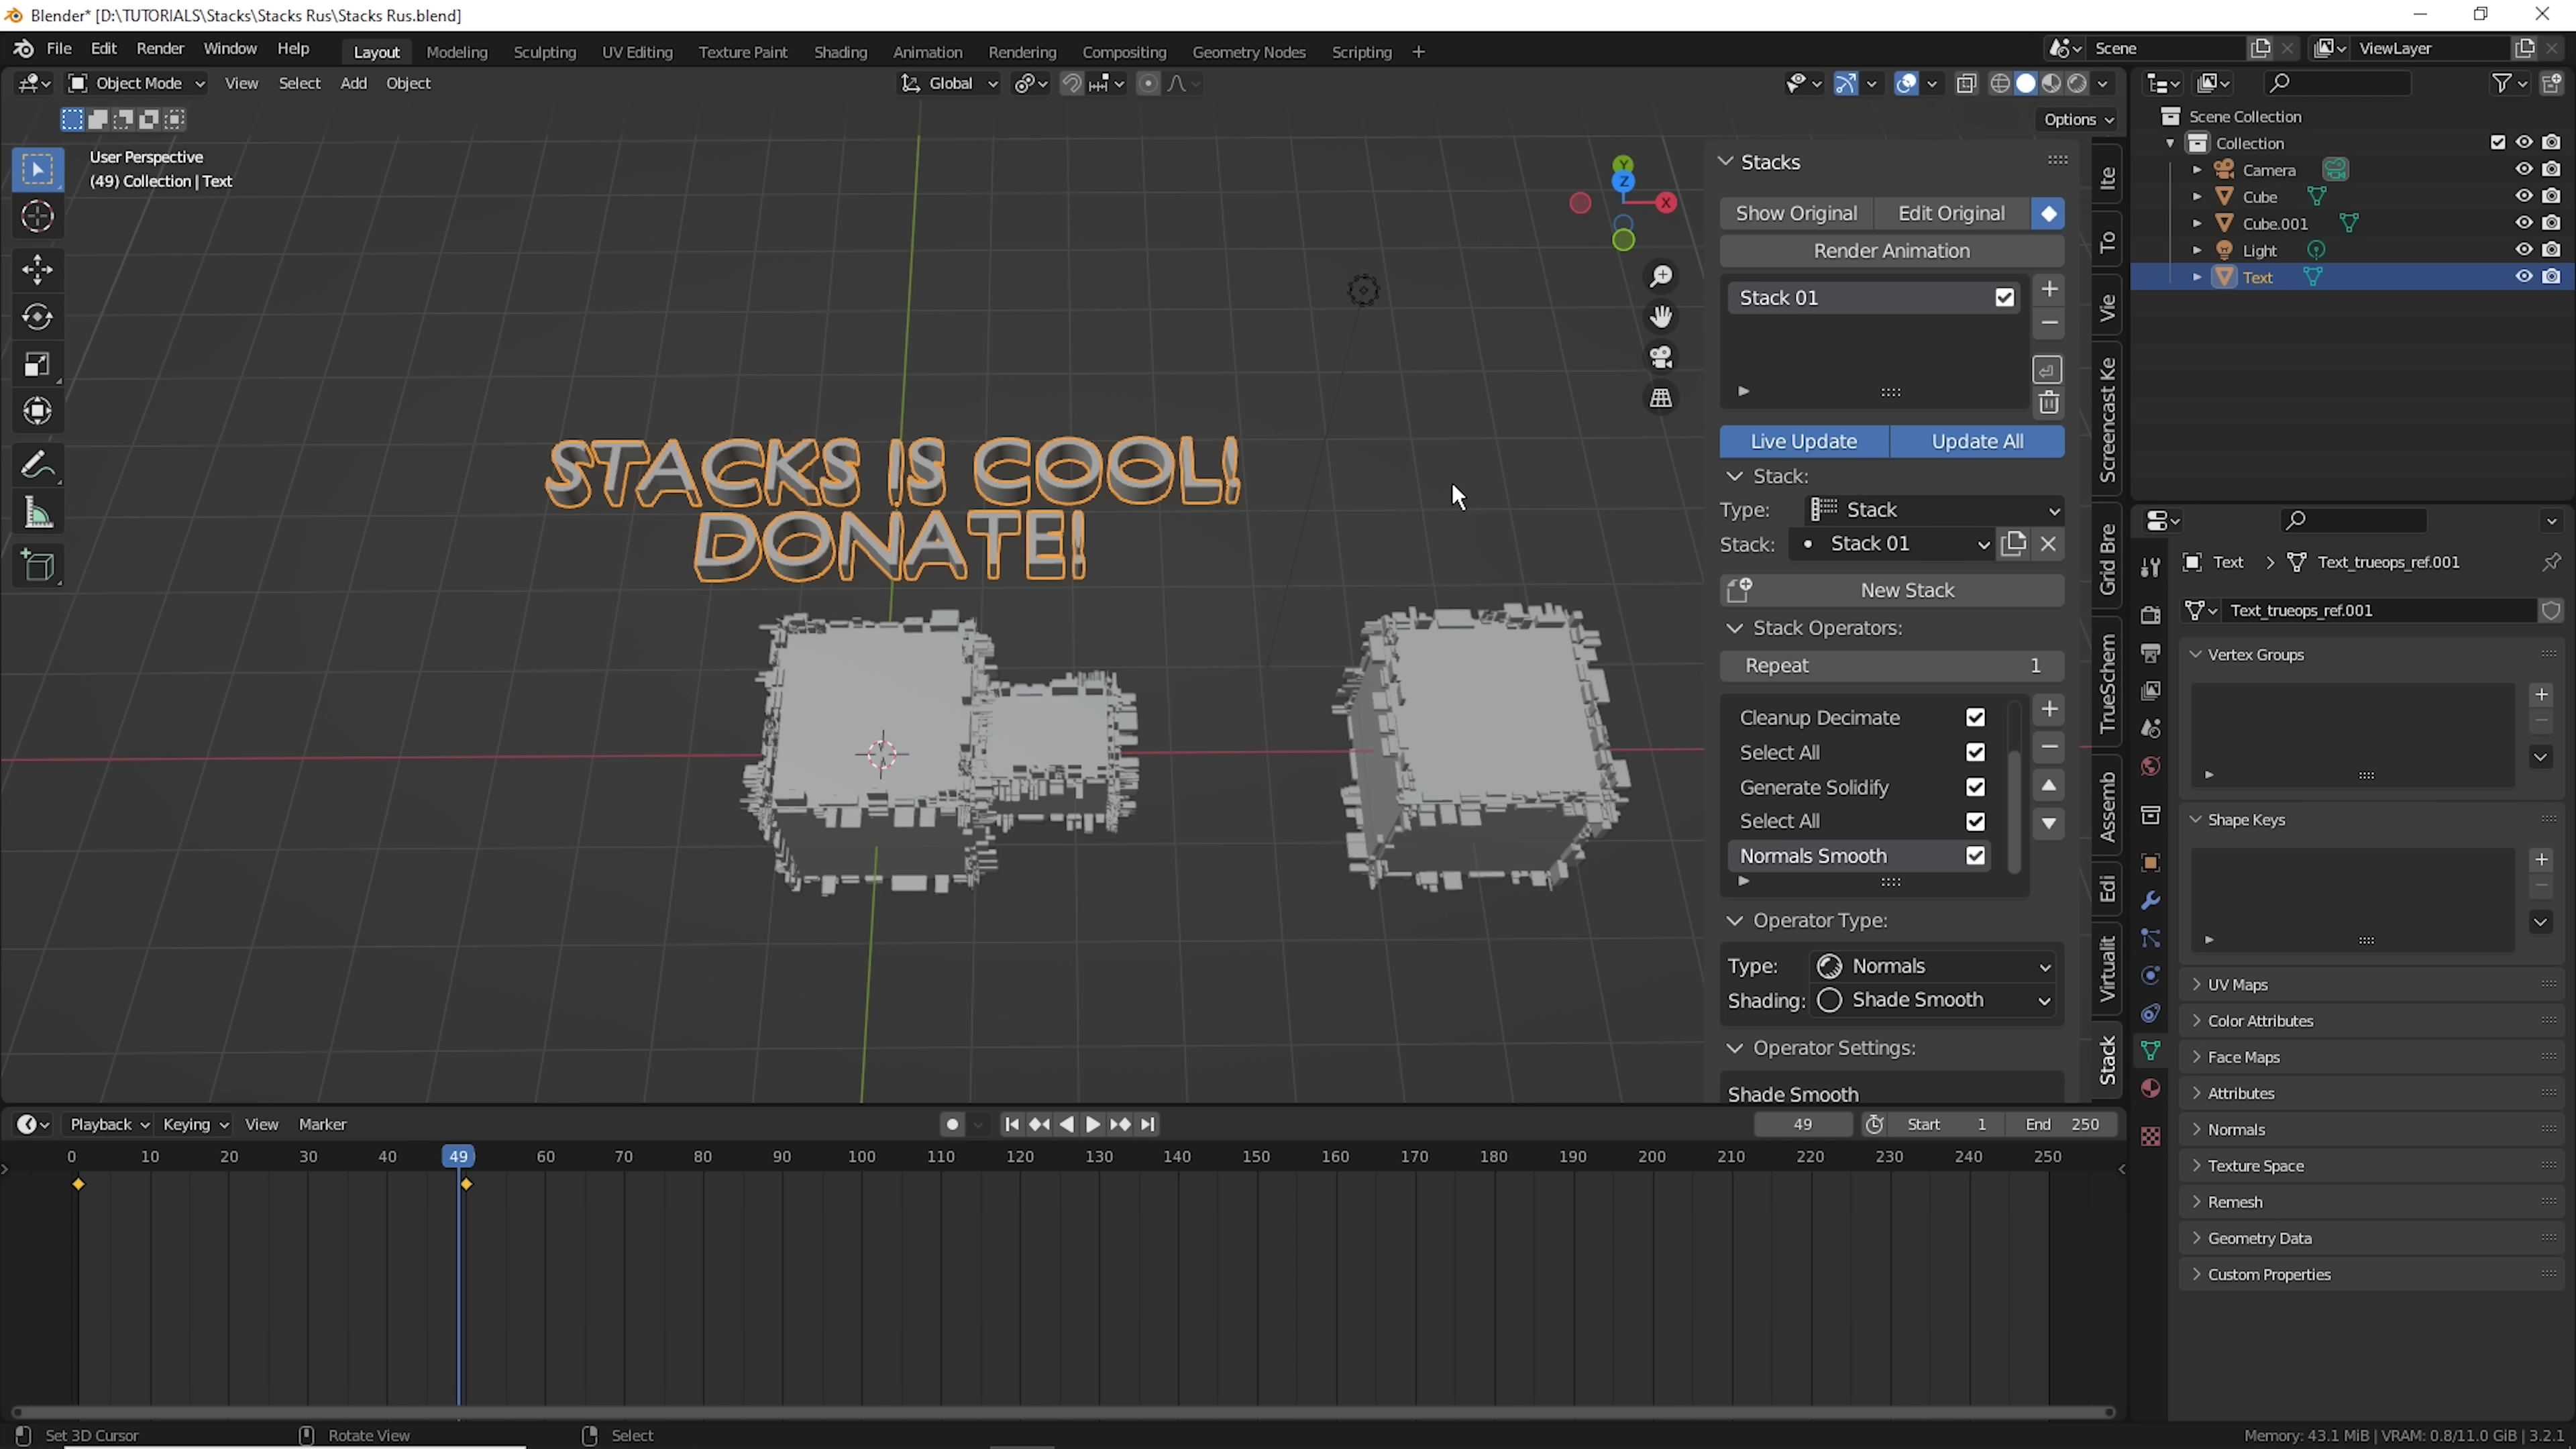 Blender* [D:\TUTORIALS\Stacks\Stacks Rus\Stacks Rus.blend]
File Edit Render Window Help Layout Modeling Sculpting UV Editing Texture Paint Shading Animation Rendering Compositing Geometry Nodes Scripting + Scene ViewLayer
Object Mode View Select Add Object Global
Options
User Perspective
(49) Collection | Text
STACKS IS COOL!
DONATE!
Y
Z
X
Stacks
Show Original Edit Original
Render Animation
Stack 01
Live Update Update All
Stack:
Type: Stack
Stack: Stack 01
New Stack
Stack Operators:
Repeat 1
Cleanup Decimate
Select All
Generate Solidify
Select All
Normals Smooth
Operator Type:
Type: Normals
Shading: Shade Smooth
Operator Settings:
Shade Smooth
Ite
To
Vie
Screencast Ke
Grid Bre
TrueSchem
Assemb
Edi
Virtualit
Stack
Scene Collection
Collection
Camera
Cube
Cube.001
Light
Text
Text > Text_trueops_ref.001
Text_trueops_ref.001
Vertex Groups
Shape Keys
UV Maps
Color Attributes
Face Maps
Attributes
Normals
Texture Space
Remesh
Geometry Data
Custom Properties
Playback Keying View Marker 49 Start 1 End 250
0 10 20 30 40 49 60 70 80 90 100 110 120 130 140 150 160 170 180 190 200 210 220 230 240 250
Set 3D Cursor Rotate View Select Memory: 43.1 MiB | VRAM: 0.8/11.0 GiB | 3.2.1